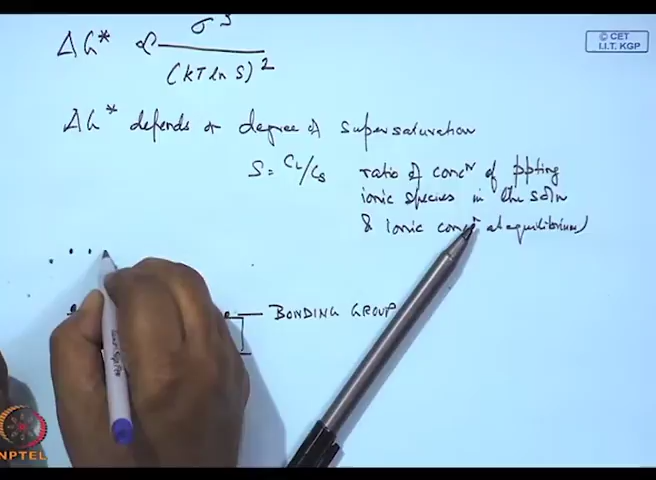 © CET
I.I.T. KGP
ΔG* ∝ σ³
(kT ln S)²
ΔG* depends on degree of supersaturation
S = CL/CS ratio of concn of ppting
ionic species in the soln
& ionic concn at equilibrium)
BONDING GROUP
NPTEL